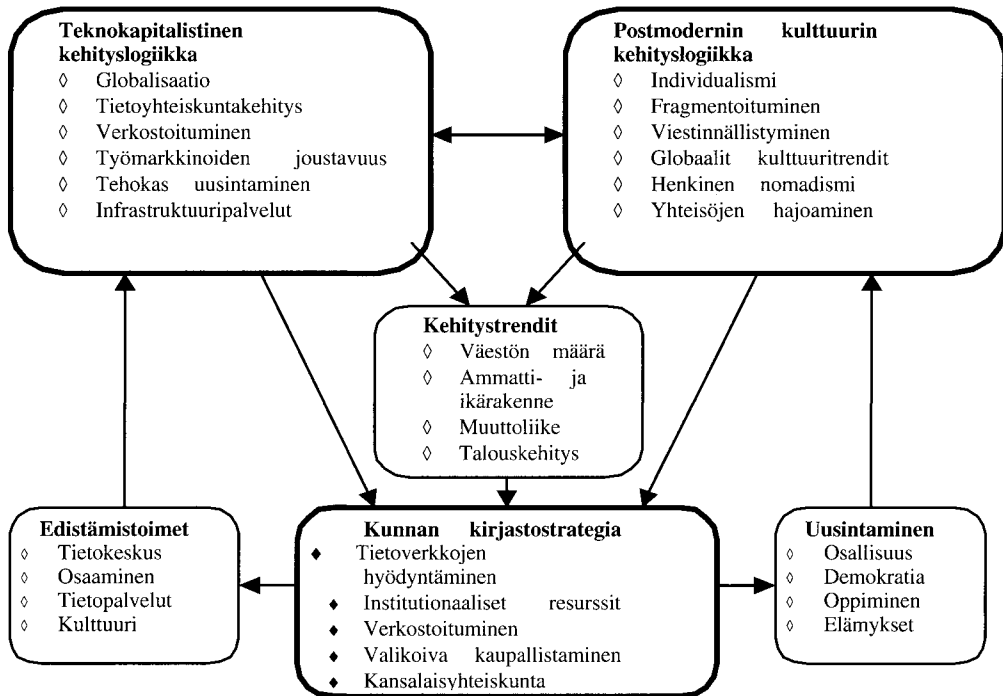 Teknokapitalistinen
kehityslogiikka
◊ Globalisaatio
◊ Tietoyhteiskuntakehitys
◊ Verkostoituminen
◊ Työmarkkinoiden joustavuus
◊ Tehokas uusintaminen
◊ Infrastruktuuripalvelut
Postmodernin kulttuurin
kehityslogiikka
◊ Individualismi
◊ Fragmentoituminen
◊ Viestinnällistyminen
◊ Globaalit kulttuuritrendit
◊ Henkinen nomadismi
◊ Yhteisöjen hajoaminen
Kehitystrendit
◊ Väestön määrä
◊ Ammatti- ja
ikärakenne
◊ Muuttoliike
◊ Talouskehitys
Edistämistoimet
◊ Tietokeskus
◊ Osaaminen
◊ Tietopalvelut
◊ Kulttuuri
Kunnan kirjastostrategia
♦ Tietoverkkojen
hyödyntäminen
♦ Institutionaaliset resurssit
♦ Verkostoituminen
♦ Valikoiva kaupallistaminen
♦ Kansalaisyhteiskunta
Uusintaminen
◊ Osallisuus
◊ Demokratia
◊ Oppiminen
◊ Elämykset